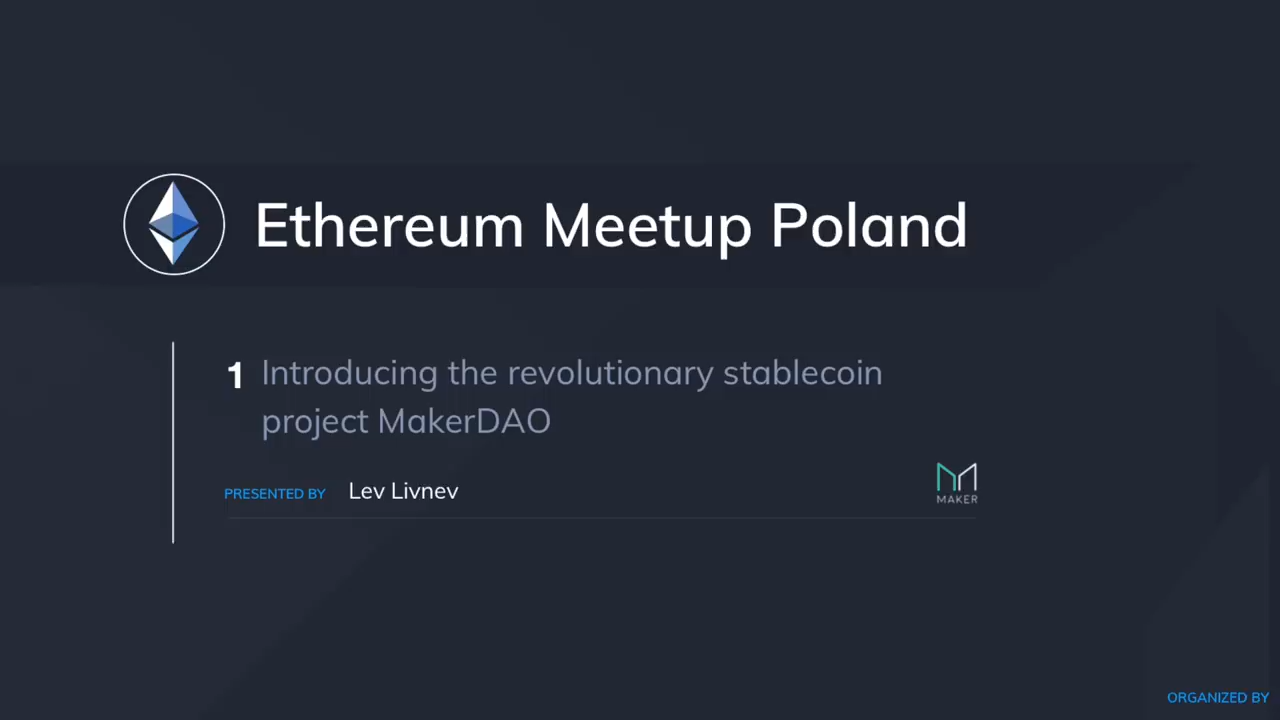 Ethereum Meetup Poland
1 Introducing the revolutionary stablecoin
project MakerDAO
PRESENTED BY Lev Livnev
MAKER
ORGANIZED BY